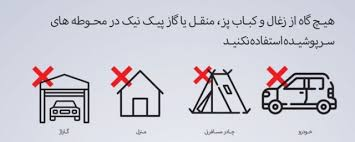 هیچ گاه از زغال و کباب پز، منقل یا گاز پیک نیک در محوطه های
سرپوشیده استفاده نکنید
خودرو
چادر مسافرتی
منزل
گاراژ